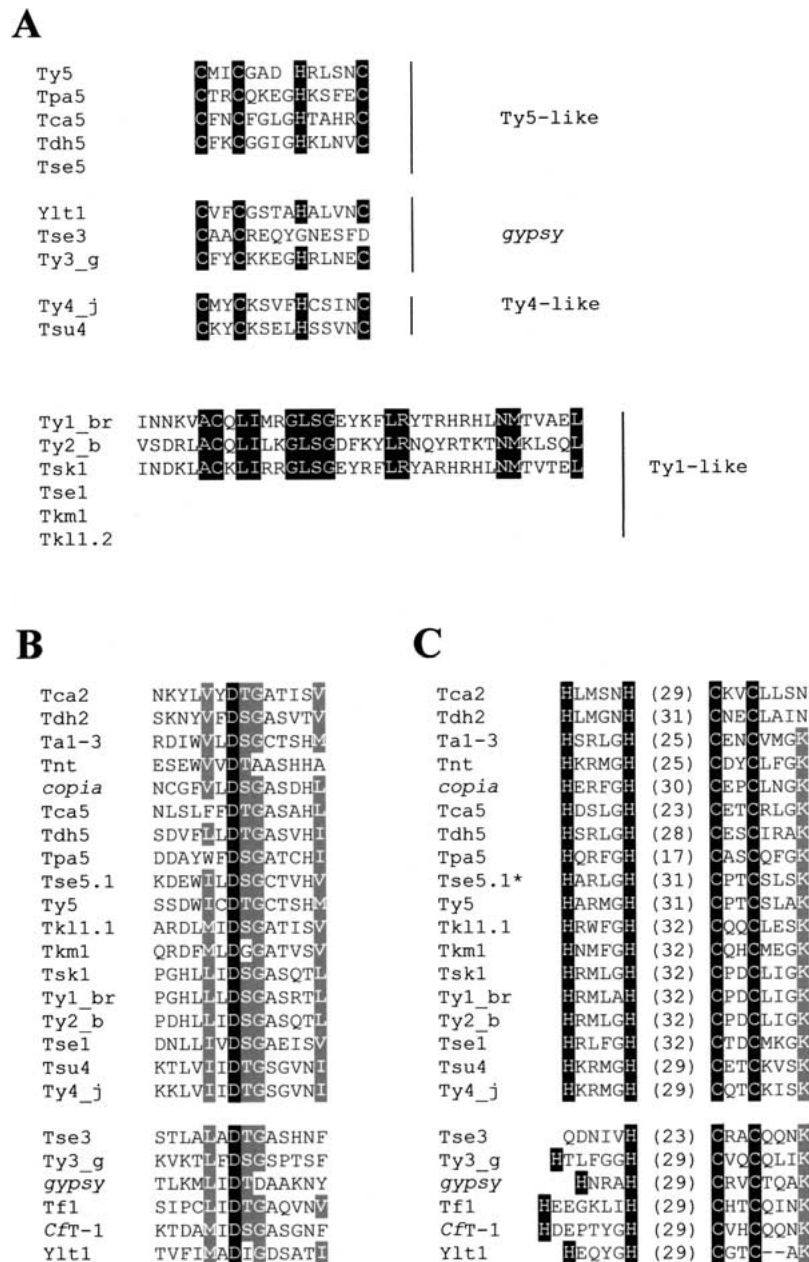 A
Ty5 CMICGAD HRLSNC
Tpa5 CTRCQKEGHKSFEC
Tca5 CFNCFGLGHTAHRC
Tdh5 CFKCGGIGHKLNVC
Tse5
Ty5-like
Ylt1 CVFCGSTAHALVNC
Tse3 CAACREQYGNESFD
Ty3_g CFYCKKEGHRLNEC
gypsy
Ty4_j CMYCKSVFHCSINC
Tsu4 CKYCKSELHSSVNC
Ty4-like
Ty1_br INNKVACQLIMRGLSGEYKFLRYTRHRHLNMTVAEL
Ty2_b VSDRLACQLILKGLSGDFKYLRNQYRTKTNMKLSQL
Tsk1 INDKLACKLIRRGLSGEYRFLRYARHRHLNMTVTEL
Tse1
Tkm1
Tkl1.2
Ty1-like
B
Tca2 NKYLVYDTGATISV
Tdh2 SKNYVFDSGASVTV
Ta1-3 RDIWVLDSGCTSHM
Tnt ESEWVVDTAASHHA
copia NCGFVLDSGASDHL
Tca5 NLSLFFDTGASAHL
Tdh5 SDVFLLDTGASVHI
Tpa5 DDAYWFDSGATCHI
Tse5.1 KDEWILDSGCTVHV
Ty5 SSDWICDTGCTSHM
Tkl1.1 ARDLMIDSGATISV
Tkm1 QRDFMLDGGATVSV
Tsk1 PGHLLIDSGASQTL
Ty1_br PGHLLLDSGASRTL
Ty2_b PDHLLIDSGASQTL
Tse1 DNLLIVDSGAEISV
Tsu4 KTLVIIDTGSGVNI
Ty4_j KKLVIIDTGSGVNI
Tse3 STLALADTGASHNF
Ty3_g KVKTLFDSGSPTSF
gypsy TLKMLIDTDAAKNY
Tf1 SIPCLIDTGAQVNV
CfT-1 KTDAMIDSGASGNF
Ylt1 TVFIMADIGDSATI
C
Tca2 HLMSNH (29) CKVCLLSN
Tdh2 HLMGNH (31) CNECLAIN
Ta1-3 HSRLGH (25) CENCVMGK
Tnt HKRMGH (25) CDYCLFGK
copia HERFGH (30) CEPCLNGK
Tca5 HDSLGH (23) CETCRLGK
Tdh5 HSRLGH (28) CESCIRAK
Tpa5 HQRFGH (17) CASCQFGK
Tse5.1* HARLGH (31) CPTCSLSK
Ty5 HARMGH (31) CPTCSLAK
Tkl1.1 HRWFGH (32) CQQCLESK
Tkm1 HNMFGH (32) CQHCMEGK
Tsk1 HRMLGH (32) CPDCLIGK
Ty1_br HRMLAH (32) CPDCLIGK
Ty2_b HRMLGH (32) CPDCLIGK
Tse1 HRLFGH (32) CTDCMKGK
Tsu4 HKRMGH (29) CETCKVSK
Ty4_j HKRMGH (29) CQTCKISK
Tse3 QDNIVH (23) CRACQQNK
Ty3_g HTLFGGH (29) CVQCQLIK
gypsy HNRAH (29) CRVCTQAK
Tf1 HEEGKLIH (29) CHTCQINK
CfT-1 HDEPTYGH (29) CVHCQQNK
Ylt1 HEQYGH (29) CGTC--AK